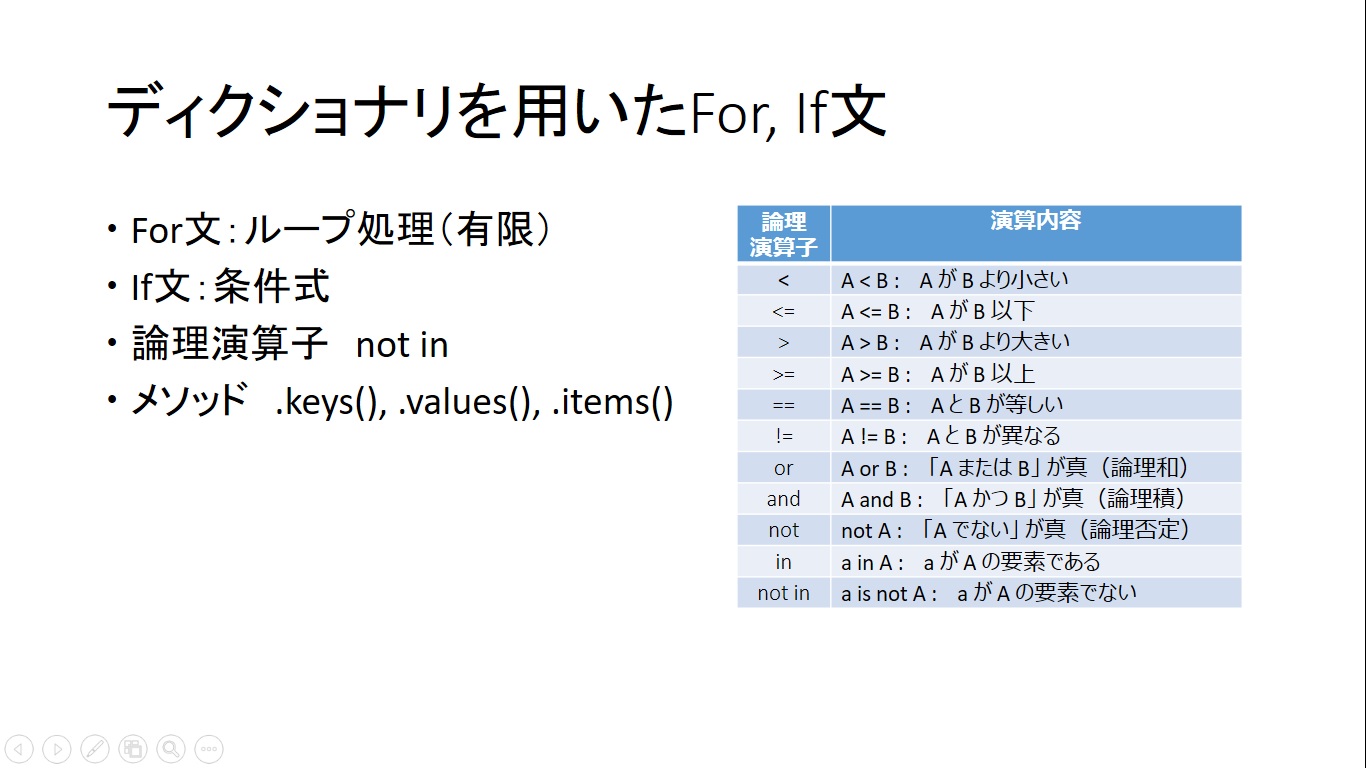 ディクショナリを用いたFor, If文
・For文：ループ処理（有限）
・If文：条件式
・論理演算子　not in
・メソッド　.keys(), .values(), .items()
論理
演算子
演算内容
< A < B :　A が B より小さい
<= A <= B :　A が B 以下
> A > B :　A が B より大きい
>= A >= B :　A が B 以上
== A == B :　A と B が等しい
!= A != B :　A と B が異なる
or A or B :　「A または B」が真（論理和）
and A and B :　「A かつ B」が真（論理積）
not not A :　「A でない」が真（論理否定）
in a in A :　a が A の要素である
not in a is not A :　a が A の要素でない